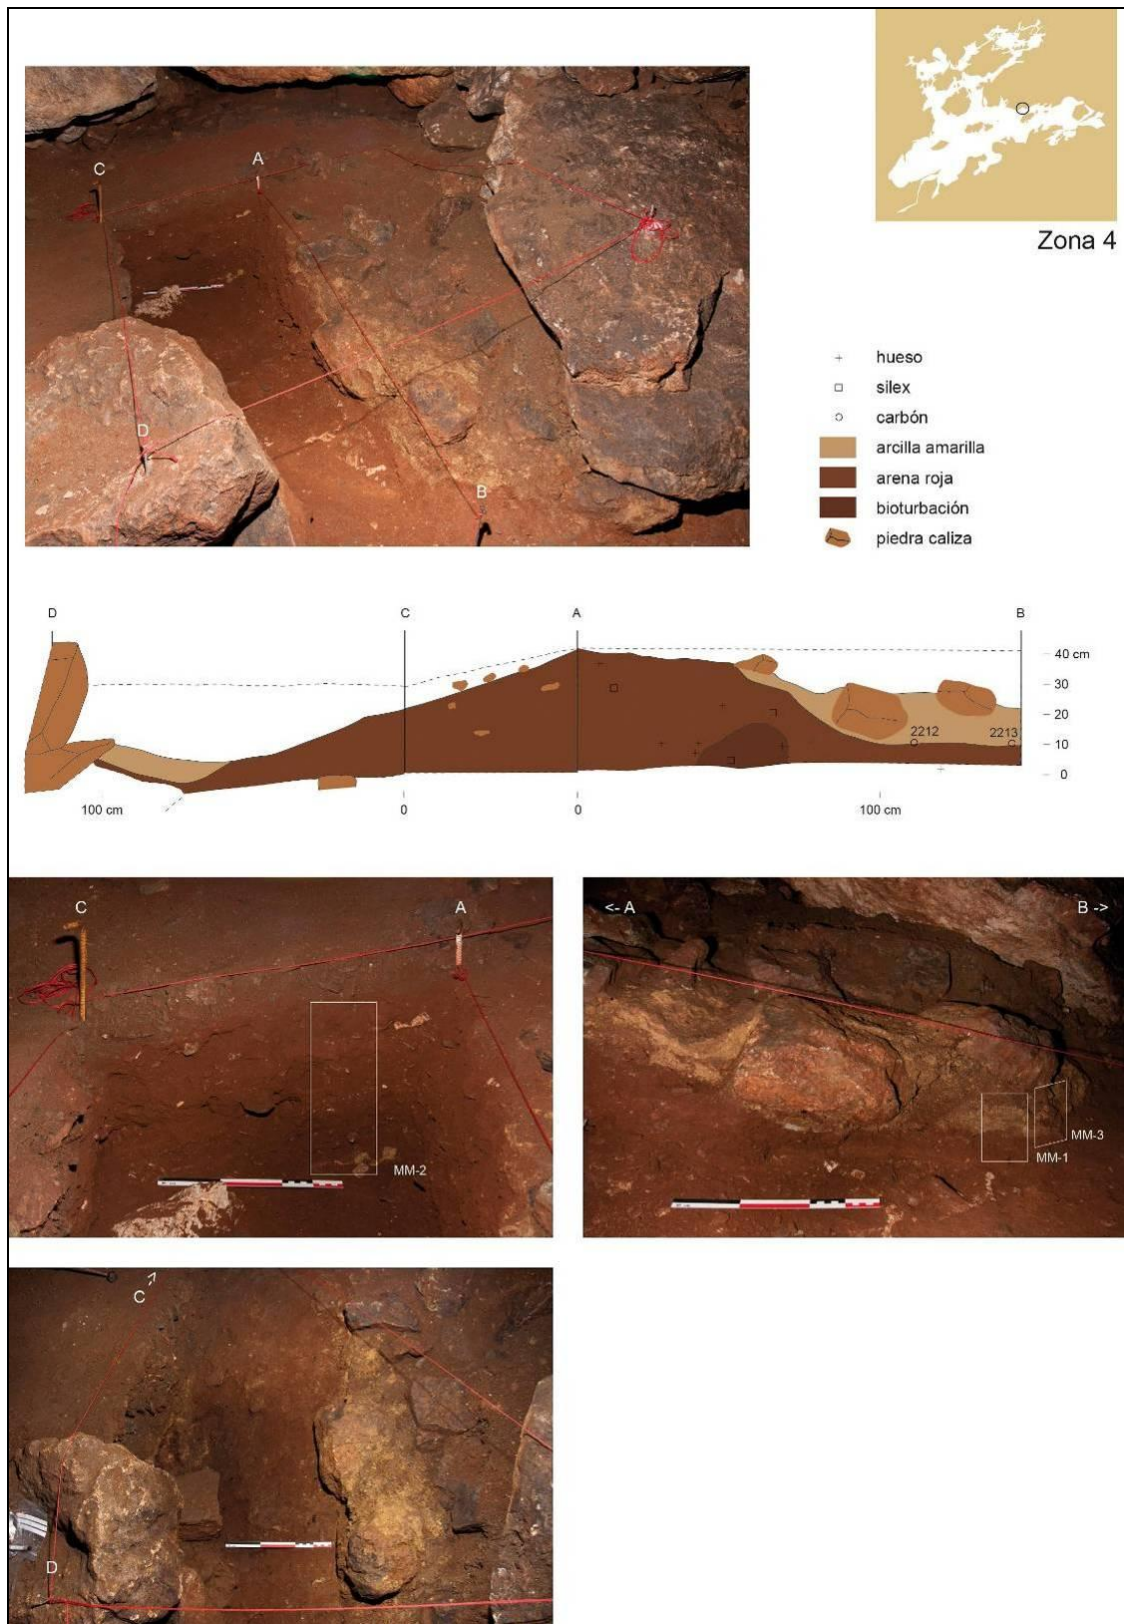 C
A
D
B
Zona 4
hueso
silex
carbón
arcilla amarilla
arena roja
bioturbación
piedra caliza
D
C
A
B
40 cm
30
20
10
0
2212
2213
100 cm
0
0
100 cm
C
A
MM-2
<- A
B ->
MM-1
MM-3
C
D